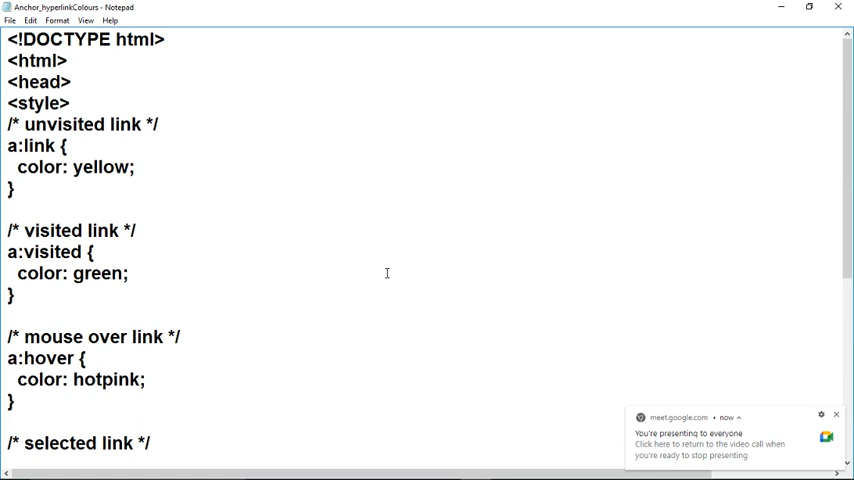 Anchor_hyperlinkColours - Notepad
File Edit Format View Help
<!DOCTYPE html>
<html>
<head>
<style>
/* unvisited link */
a:link {
  color: yellow;
}

/* visited link */
a:visited {
  color: green;
}

/* mouse over link */
a:hover {
  color: hotpink;
}

/* selected link */
meet.google.com • now
You're presenting to everyone
Click here to return to the video call when
you're ready to stop presenting